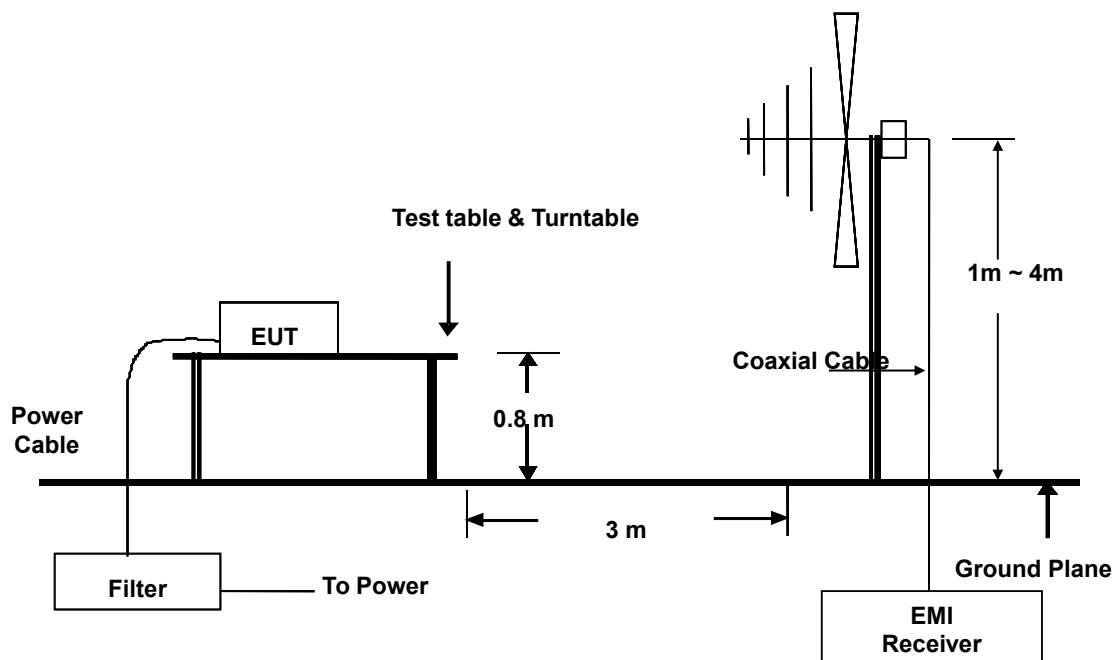 Test table & Turntable
1m ~ 4m
EUT
Coaxial Cable
0.8 m
Power
Cable
3 m
Ground Plane
Filter
To Power
EMI
Receiver